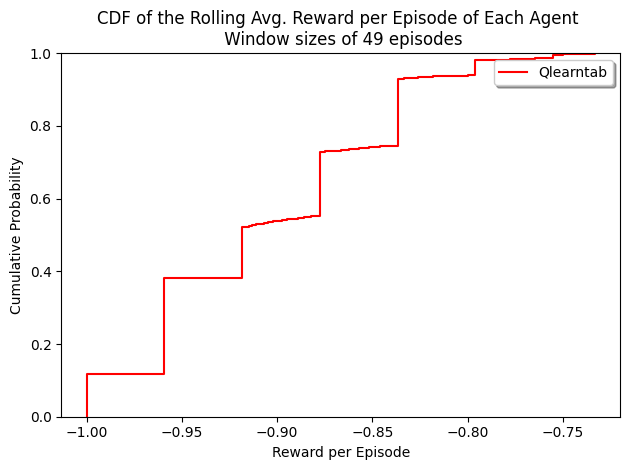 CDF of the Rolling Avg. Reward per Episode of Each Agent
Window sizes of 49 episodes
1.0
Qlearntab
0.8
0.6
0.4
0.2
0.0
Cumulative Probability
−1.00 −0.95 −0.90 −0.85 −0.80 −0.75
Reward per Episode